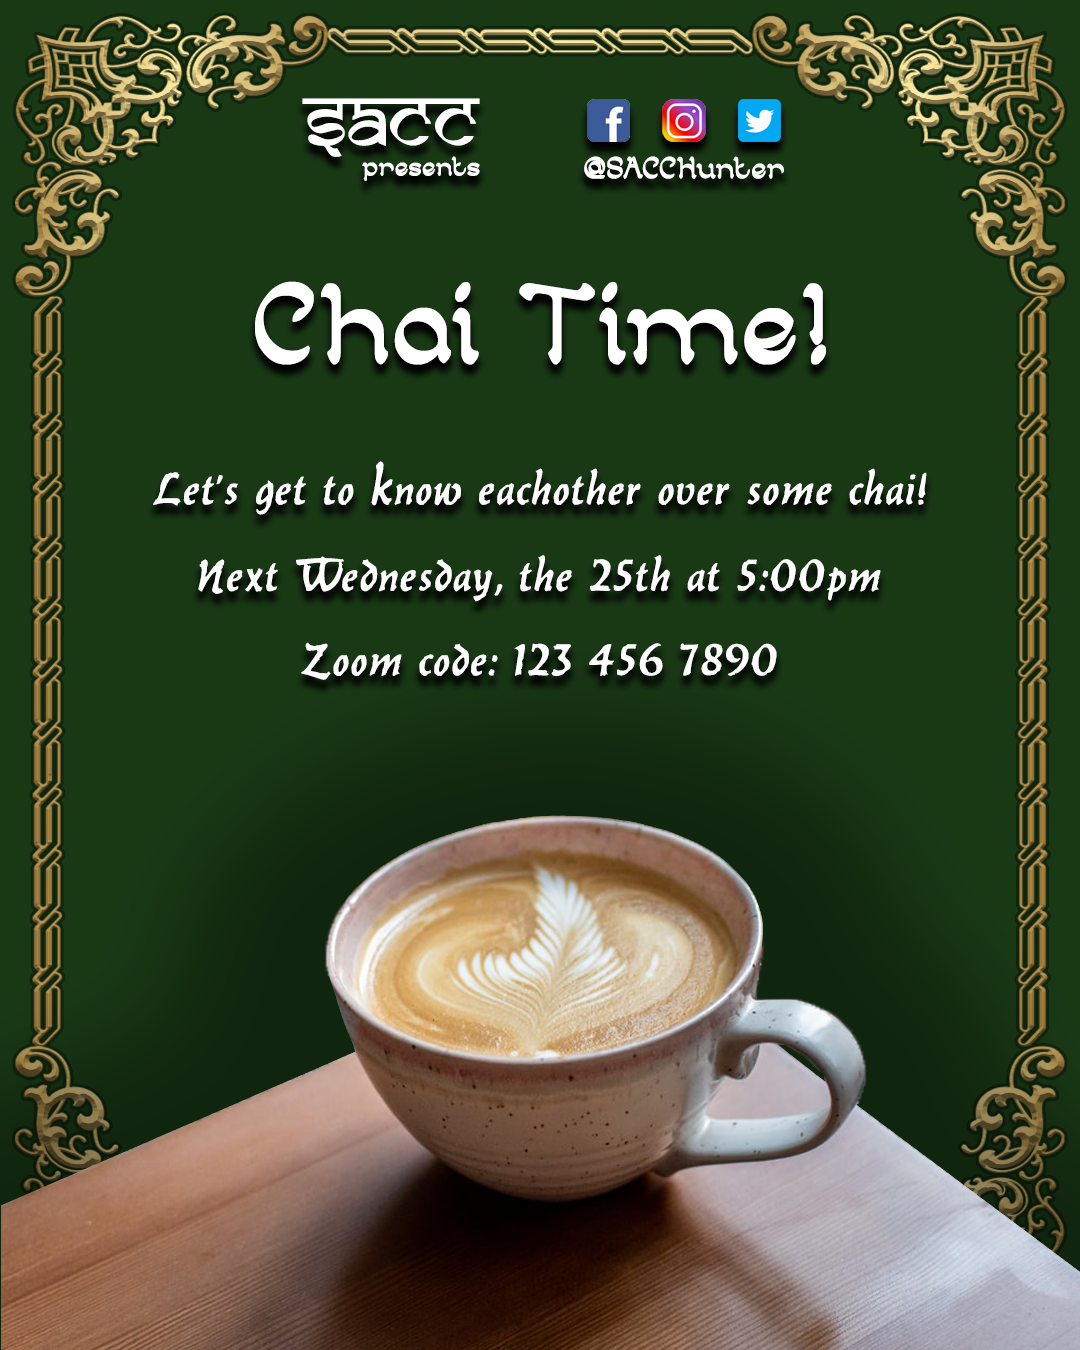 SACC
presents
@SACCHunter
Chai Time!
Let's get to know eachother over some chai!
Next Wednesday, the 25th at 5:00pm
Zoom code: 123 456 7890